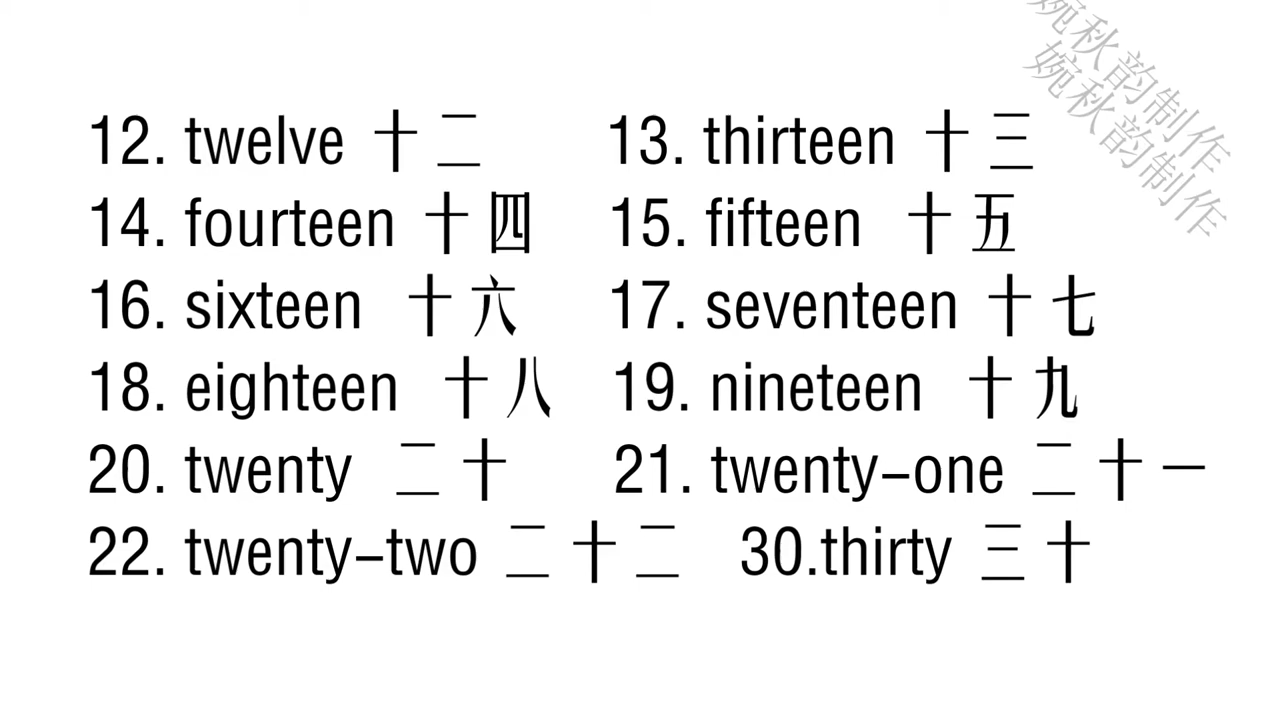 婉秋韵制作
婉秋韵制作
12. twelve 十二 13. thirteen 十三
14. fourteen 十四 15. fifteen 十五
16. sixteen 十六 17. seventeen 十七
18. eighteen 十八 19. nineteen 十九
20. twenty 二十 21. twenty-one 二十一
22. twenty-two 二十二 30.thirty 三十